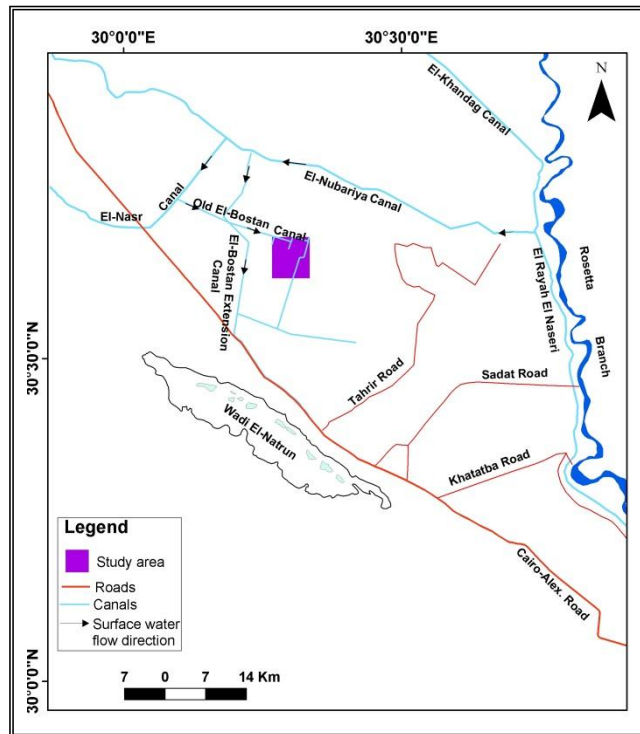 30°0'0"E
30°30'0"E
N
El-Khandag Canal
El-Nubariya Canal
El-Nasr
Canal
Old El-Bostan Canal
El-Bostan Extension
Canal
El Rayah El Naseri
Rosetta
Branch
30°30'0"N
Tahrir Road
Sadat Road
Wadi El-Natrun
Khatatba Road
Cairo-Alex. Road
Legend
Study area
Roads
Canals
Surface water
flow direction
30°0'0"N
7 0 7 14 Km